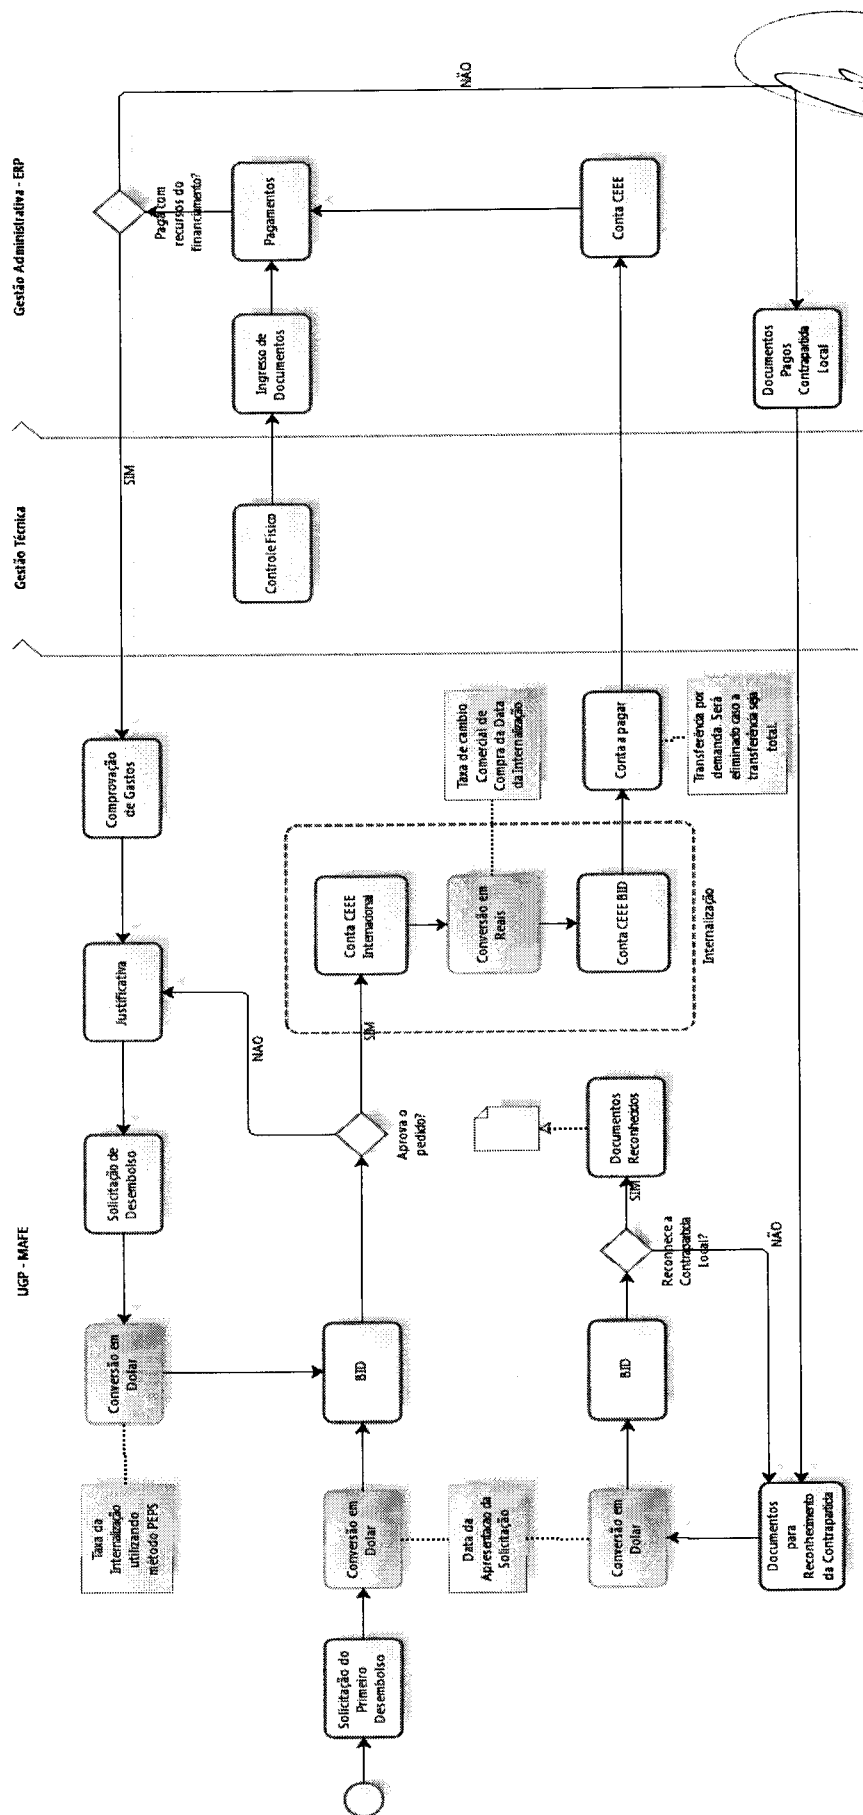 UGP - MAFE
Gestão Técnica
Gestão Administrativa - ERP
Taxa da
Internalização
utilizando
método PEPS
Conversão em
Dolar
Solicitação de
Desembolso
Justificativa
Comprovação
de Gastos
SIM
NÃO
Controle Físico
Ingresso de
Documentos
Pagamentos
Paga com
recursos do
financiamento?
Solicitação do
Primeiro
Desembolso
Conversão em
Dolar
BID
Aprova o
pedido?
NAO
SIM
Conta CEEE
Internacional
Conversão em
Reais
Conta CEEE BID
Internalização
Taxa de cambio
Comercial de
Compra da Data
da Internalização
Conta a pagar
Transferência por
demanda. Será
eliminado caso a
transferência seja
total.
Conta CEEE
Data da
Apresentacao da
Solicitação
Conversão em
Dolar
BID
Reconhece a
Contrapartida
Local?
SIM
NÃO
Documentos
Reconhecidos
Documentos
para
Reconhecimento
da Contrapartida
Documentos
Pagos
Contrapartida
Local